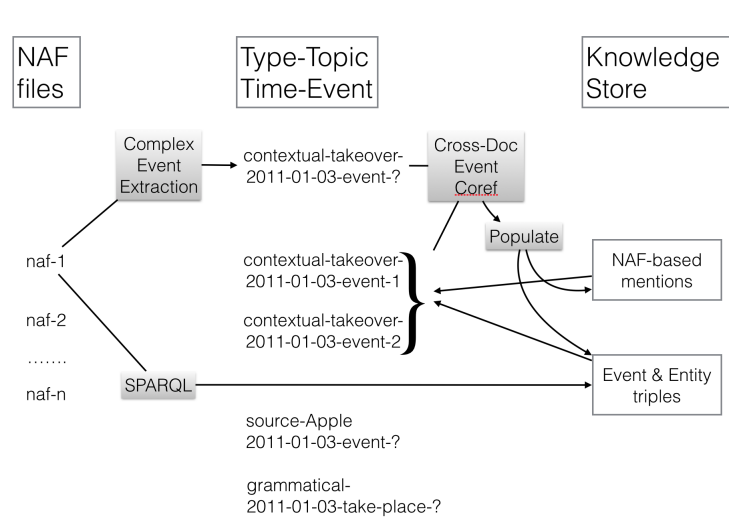 NAF
files
Type-Topic
Time-Event
Knowledge
Store
Complex
Event
Extraction
contextual-takeover-
2011-01-03-event-?
Cross-Doc
Event
Coref
Populate
naf-1
contextual-takeover-
2011-01-03-event-1
NAF-based
mentions
naf-2
contextual-takeover-
2011-01-03-event-2
.......
naf-n
SPARQL
Event & Entity
triples
source-Apple
2011-01-03-event-?
grammatical-
2011-01-03-take-place-?